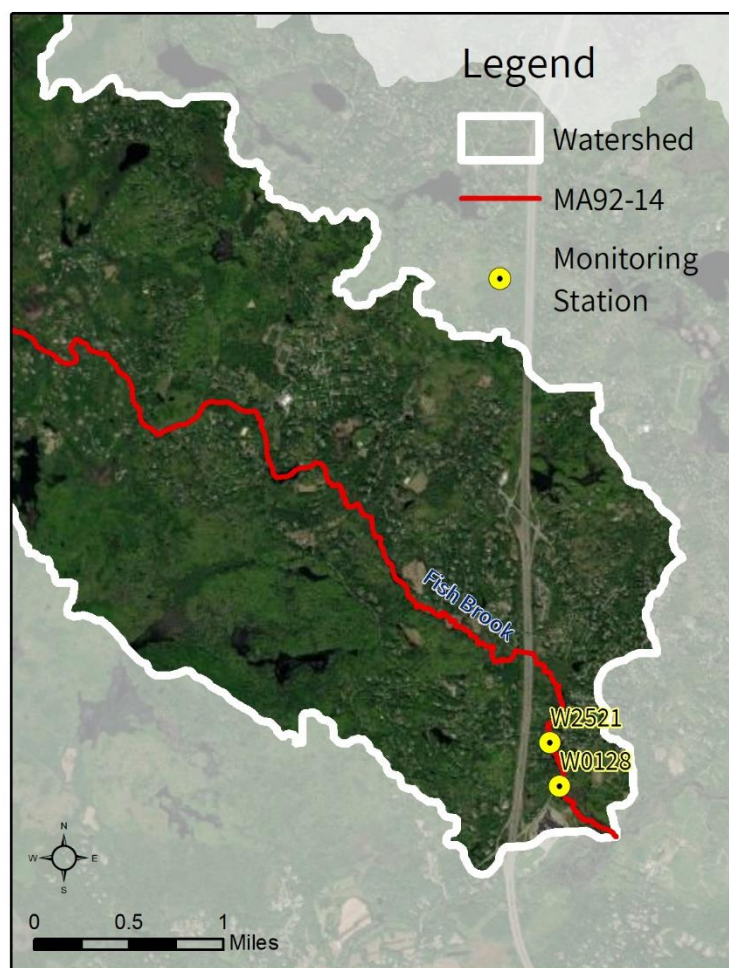 Legend
Watershed
MA92-14
Monitoring
Station
Fish Brook
W2521
W0128
N
W E
S
0 0.5 1
Miles